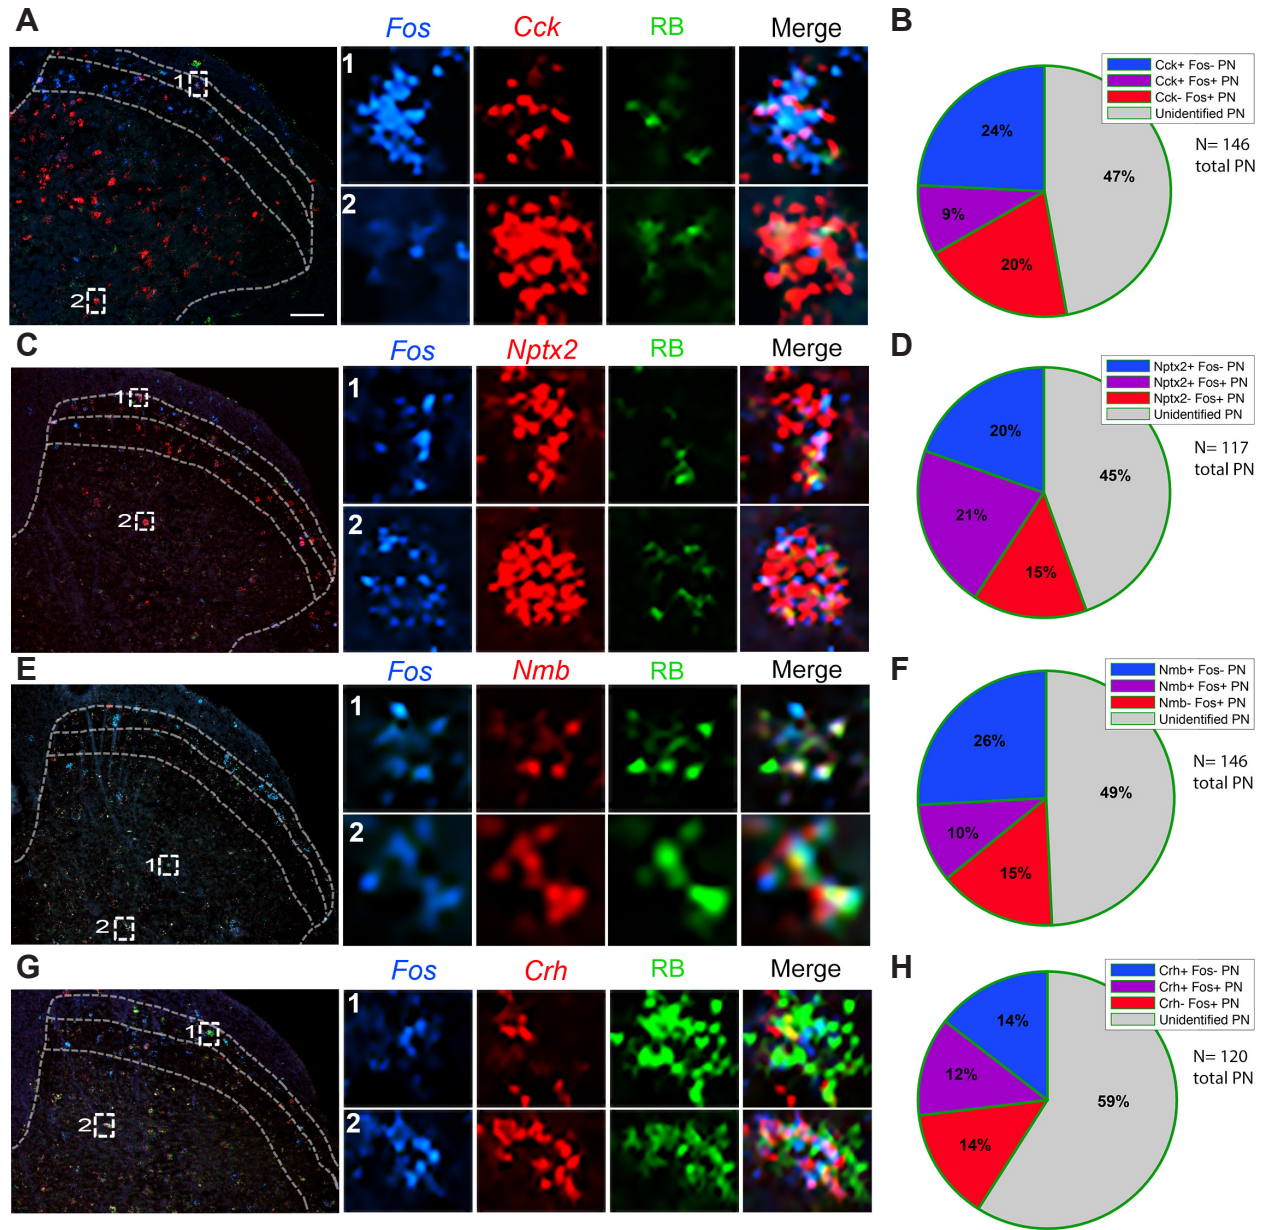 A
Fos Cck RB Merge
1
2
1
2
B
Cck+ Fos- PN
Cck+ Fos+ PN
Cck- Fos+ PN
Unidentified PN
N= 146
total PN
24%
47%
9%
20%
C
Fos Nptx2 RB Merge
1
2
1
2
D
Nptx2+ Fos- PN
Nptx2+ Fos+ PN
Nptx2- Fos+ PN
Unidentified PN
N= 117
total PN
20%
45%
21%
15%
E
Fos Nmb RB Merge
1
2
1
2
F
Nmb+ Fos- PN
Nmb+ Fos+ PN
Nmb- Fos+ PN
Unidentified PN
N= 146
total PN
26%
49%
10%
15%
G
Fos Crh RB Merge
1
2
1
2
H
Crh+ Fos- PN
Crh+ Fos+ PN
Crh- Fos+ PN
Unidentified PN
N= 120
total PN
14%
12%
59%
14%